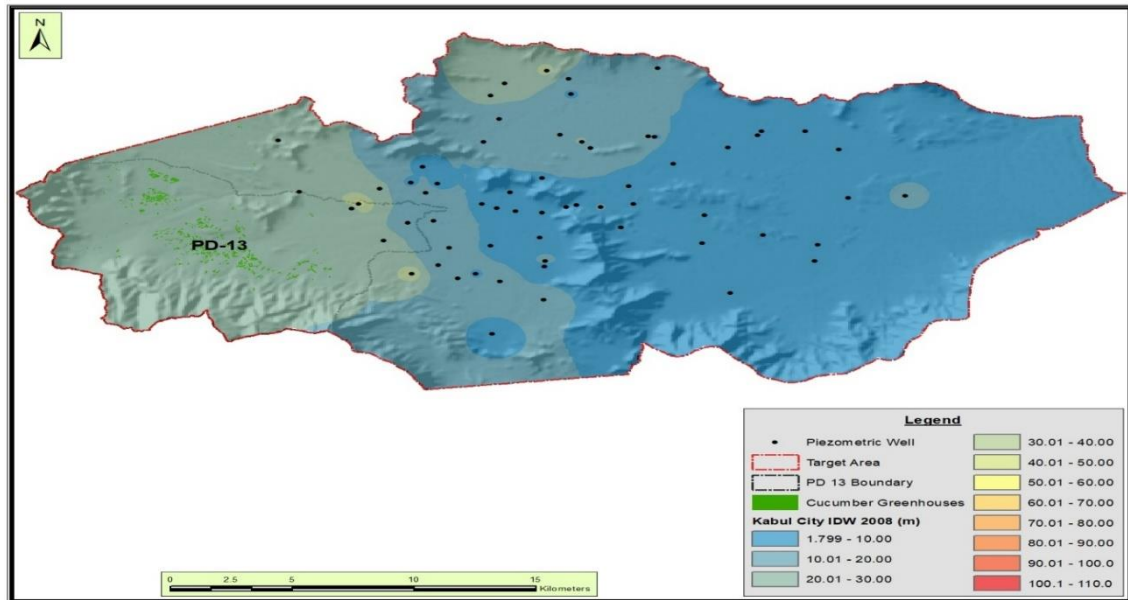 N
PD-13
Legend
Piezometric Well
Target Area
PD 13 Boundary
Cucumber Greenhouses
Kabul City IDW 2008 (m)
1.799 - 10.00
10.01 - 20.00
20.01 - 30.00
30.01 - 40.00
40.01 - 50.00
50.01 - 60.00
60.01 - 70.00
70.01 - 80.00
80.01 - 90.00
90.01 - 100.0
100.1 - 110.0
0 2.5 5 10 15
Kilometers